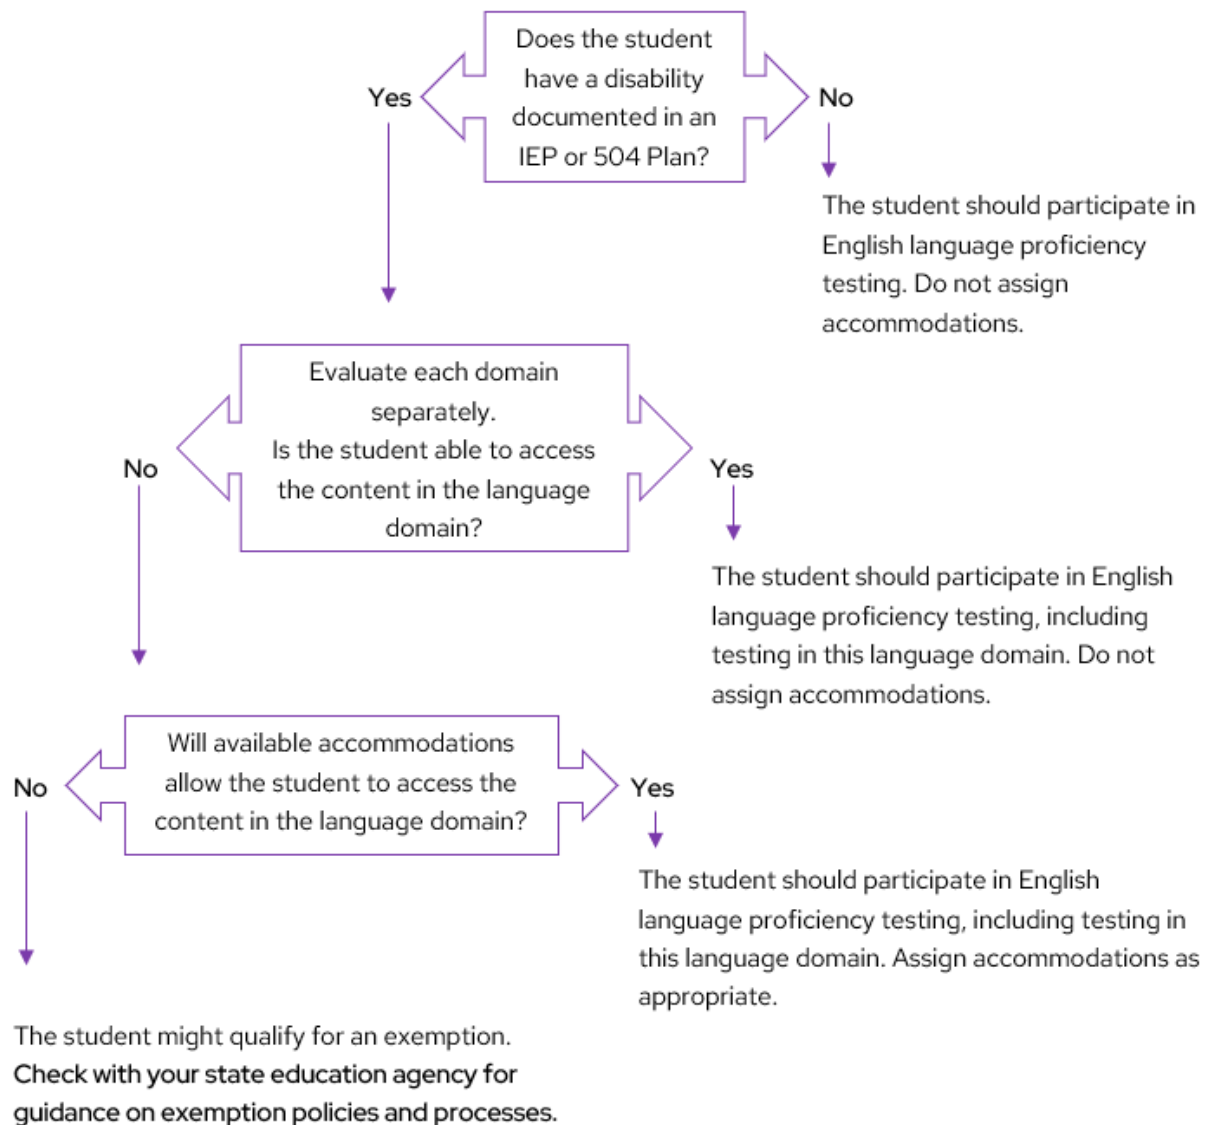 Does the student
have a disability
documented in an
IEP or 504 Plan?
Yes
No
The student should participate in
English language proficiency
testing. Do not assign
accommodations.
Evaluate each domain
separately.
Is the student able to access
the content in the language
domain?
No
Yes
The student should participate in English
language proficiency testing, including
testing in this language domain. Do not
assign accommodations.
Will available accommodations
allow the student to access the
content in the language domain?
No
Yes
The student should participate in English
language proficiency testing, including testing in
this language domain. Assign accommodations as
appropriate.
The student might qualify for an exemption.
Check with your state education agency for
guidance on exemption policies and processes.